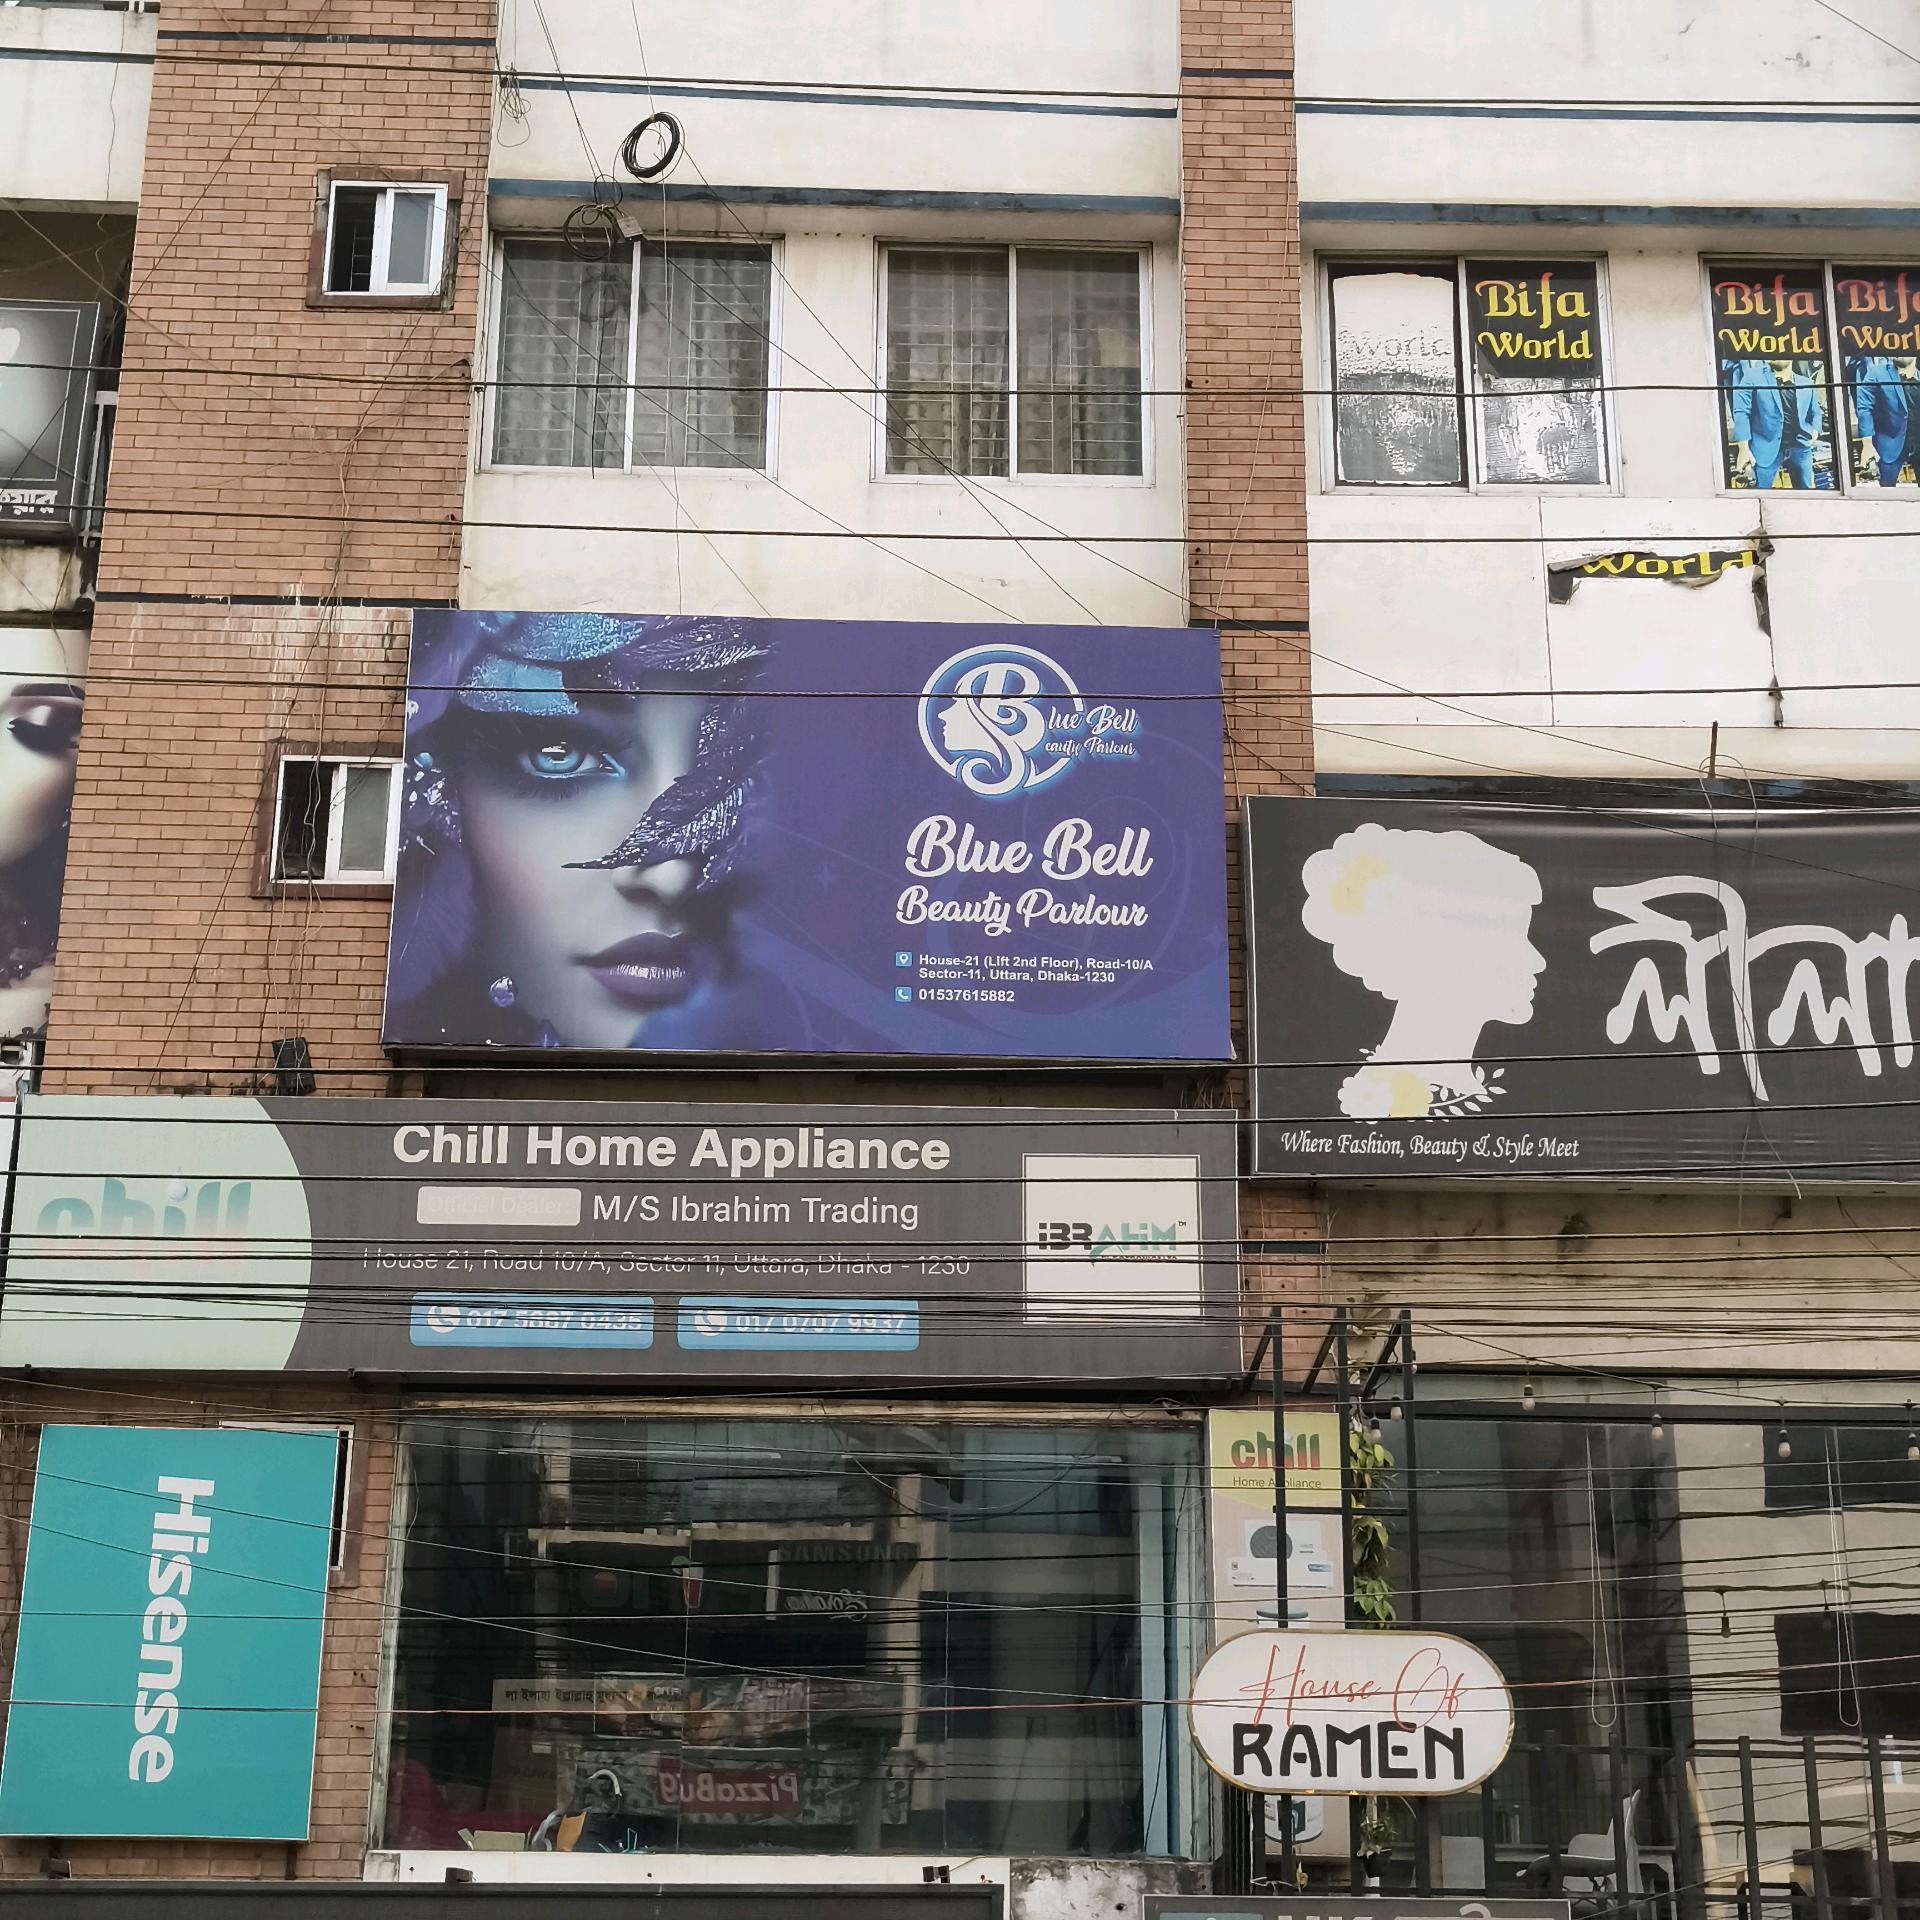 Bifa
World
Bifa
World
World
World
Blue Bell
Beauty Parlour
Blue Bell
Beauty Parlour
House-21 (Lift 2nd Floor), Road-10/A
Sector-11, Uttara, Dhaka-1230
01537615882
Where Fashion, Beauty & Style Meet
chill
Chill Home Appliance
Official Dealer:
M/S Ibrahim Trading
House 21, Road 10/A, Sector 11, Uttara, Dhaka - 1230
IBRAHIM™
Hisense
chill
Home Appliance
SAMSUNG
PizzaBug
House Of
RAMEN